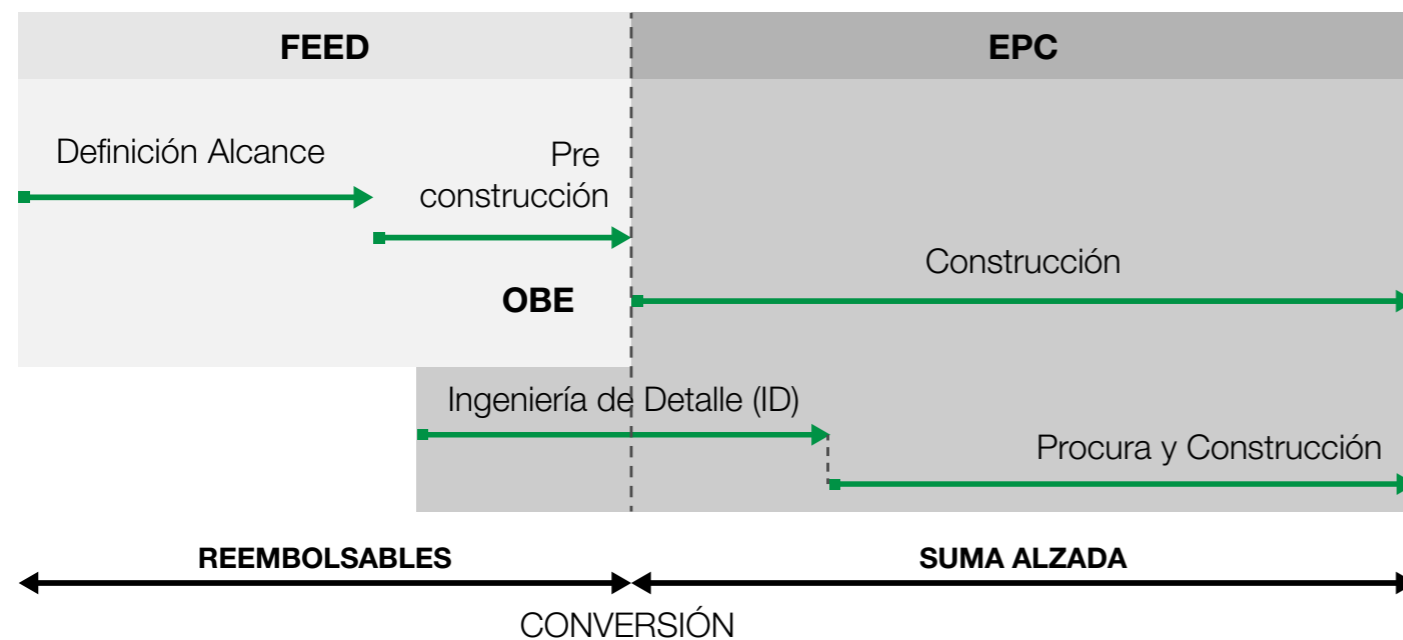 FEED
EPC
Definición Alcance
Pre
construcción
Construcción
OBE
Ingeniería de Detalle (ID)
Procura y Construcción
REEMBOLSABLES
SUMA ALZADA
CONVERSIÓN